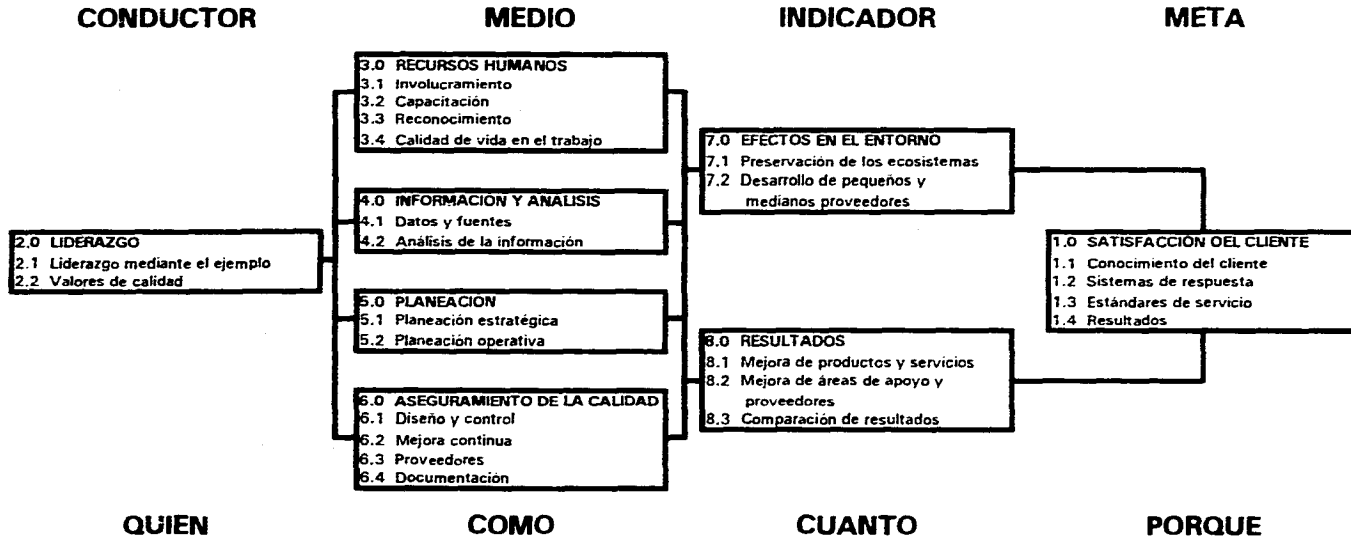 CONDUCTOR
MEDIO
INDICADOR
META
2.0 LIDERAZGO
2.1 Liderazgo mediante el ejemplo
2.2 Valores de calidad
3.0 RECURSOS HUMANOS
3.1 Involucramiento
3.2 Capacitación
3.3 Reconocimiento
3.4 Calidad de vida en el trabajo
4.0 INFORMACIÓN Y ANALISIS
4.1 Datos y fuentes
4.2 Análisis de la información
5.0 PLANEACIÓN
5.1 Planeación estratégica
5.2 Planeación operativa
6.0 ASEGURAMIENTO DE LA CALIDAD
6.1 Diseño y control
6.2 Mejora continua
6.3 Proveedores
6.4 Documentación
7.0 EFECTOS EN EL ENTORNO
7.1 Preservación de los ecosistemas
7.2 Desarrollo de pequeños y
medianos proveedores
8.0 RESULTADOS
8.1 Mejora de productos y servicios
8.2 Mejora de áreas de apoyo y
proveedores
8.3 Comparación de resultados
1.0 SATISFACCIÓN DEL CLIENTE
1.1 Conocimiento del cliente
1.2 Sistemas de respuesta
1.3 Estándares de servicio
1.4 Resultados
QUIEN
COMO
CUANTO
PORQUE